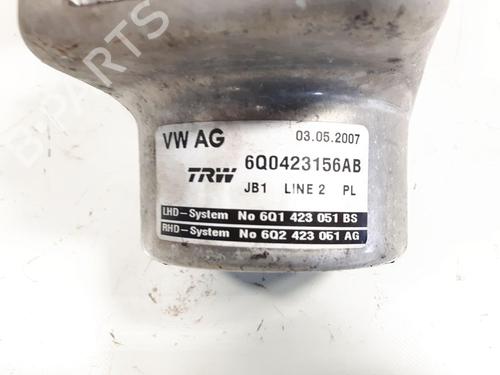 VW AG 03.05.2007
TRW 6Q0423156AB
JB1 LINE 2 PL
LHD-System No 6Q1 423 051 BS
RHD-System No 6Q2 423 051 AG
B-PARTS